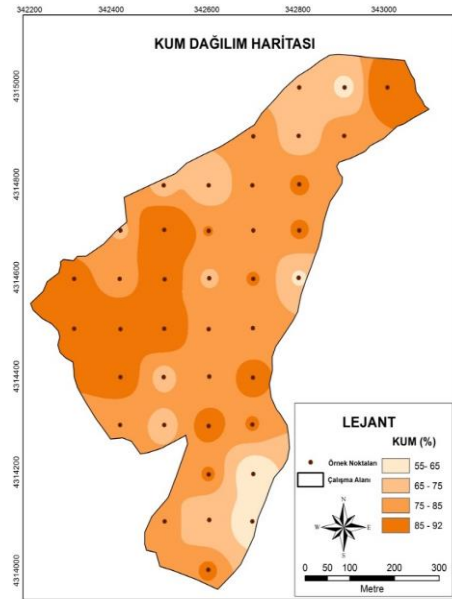 342200 342400 342600 342800 343000
KUM DAĞILIM HARİTASI
4315000
4314800
4314600
4314400
4314200
4314000
LEJANT
Örnek Noktaları
Çalışma Alanı
KUM (%)
55- 65
65 - 75
75 - 85
85 - 92
N
W E
S
0 50 100 200 300
Metre